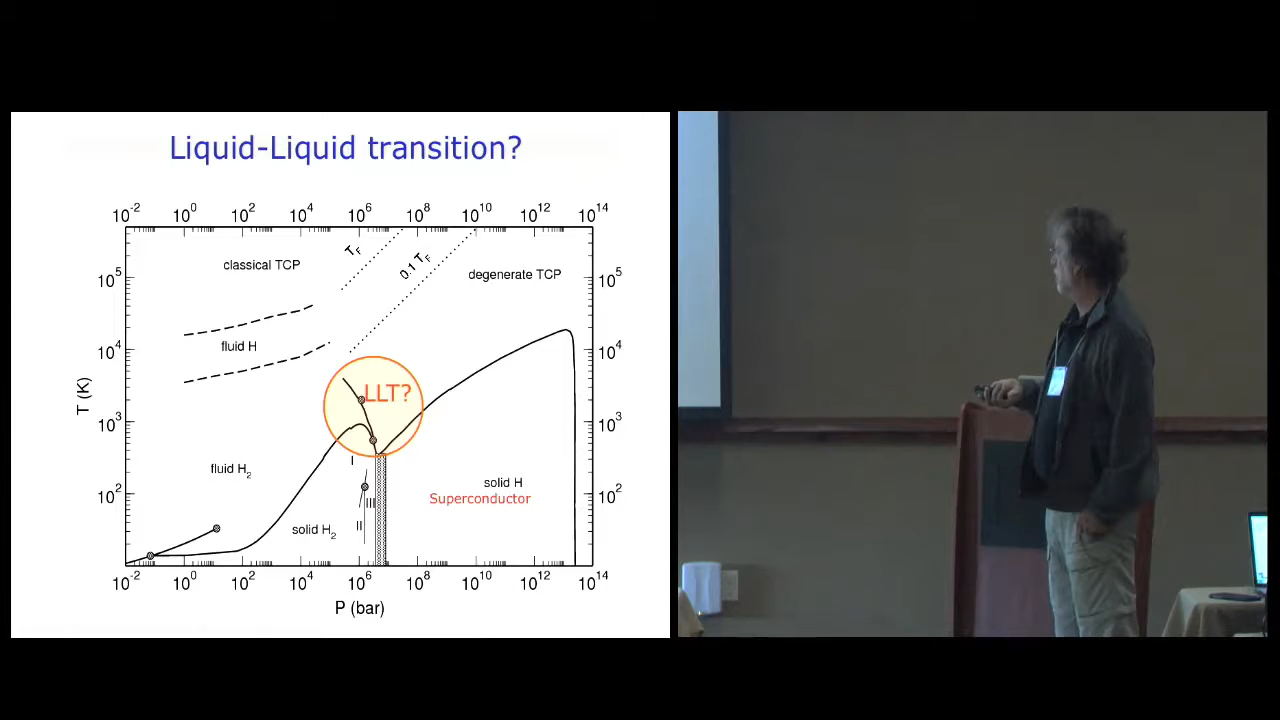 Liquid-Liquid transition?
10-2 100 102 104 106 108 1010 1012 1014
classical TCP
TF
0.1 TF
degenerate TCP
105 105
fluid H
104 104
LLT?
T (K)
103 103
fluid H2
I
solid H
102 102
Superconductor
III
II
solid H2
10-2 100 102 104 106 108 1010 1012 1014
P (bar)